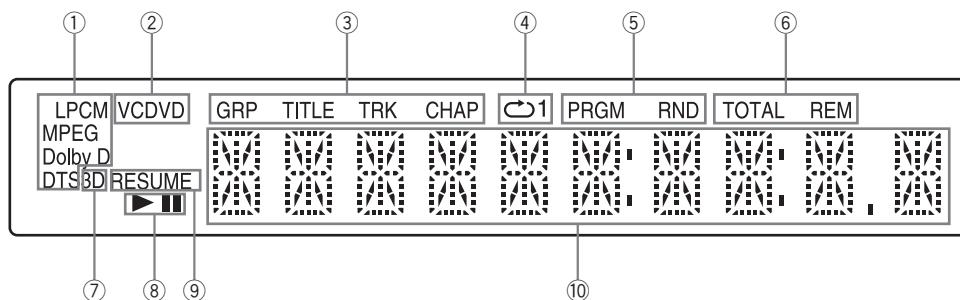 ① ② ③ ④ ⑤ ⑥
LPCM VCDVD GRP TITLE TRK CHAP 1 PRGM RND TOTAL REM
MPEG
Dolby D
DTS 3D RESUME
⑦ ⑧ ⑨ ⑩